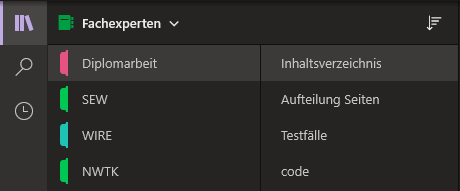 Fachexperten
Diplomarbeit
Inhaltsverzeichnis
SEW
Aufteilung Seiten
WIRE
Testfälle
NWTK
code